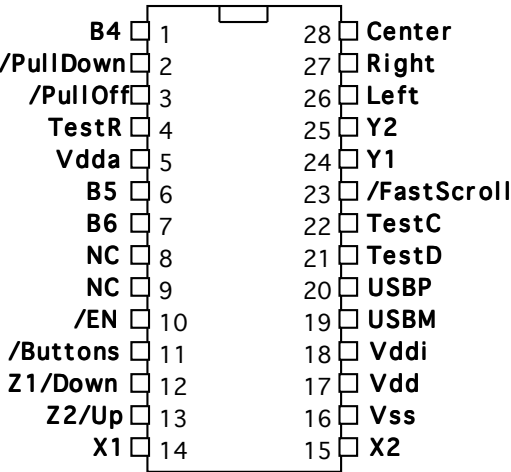 B4 1 28 Center
/PullDown 2 27 Right
/PullOff 3 26 Left
TestR 4 25 Y2
Vdda 5 24 Y1
B5 6 23 /FastScroll
B6 7 22 TestC
NC 8 21 TestD
NC 9 20 USBP
/EN 10 19 USBM
/Buttons 11 18 Vddi
Z1/Down 12 17 Vdd
Z2/Up 13 16 Vss
X1 14 15 X2